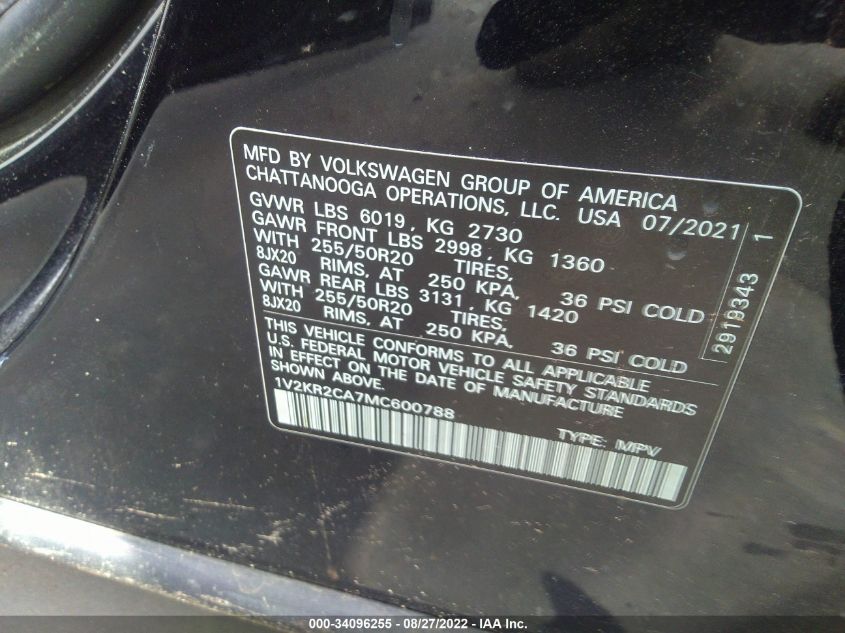 MFD BY VOLKSWAGEN GROUP OF AMERICA
CHATTANOOGA OPERATIONS, LLC. USA 07/2021
GVWR LBS 6019, KG 2730
GAWR FRONT LBS 2998, KG 1360
WITH 255/50R20 TIRES,
8JX20 RIMS, AT 250 KPA, 36 PSI COLD
GAWR REAR LBS 3131, KG 1420
WITH 255/50R20 TIRES,
8JX20 RIMS, AT 250 KPA, 36 PSI COLD
2919343 1
THIS VEHICLE CONFORMS TO ALL APPLICABLE
U.S. FEDERAL MOTOR VEHICLE SAFETY STANDARDS
IN EFFECT ON THE DATE OF MANUFACTURE
SHOWN ABOVE.
1V2KR2CA7MC600788 TYPE: MPV
000-34096255 - 08/27/2022 - IAA Inc.